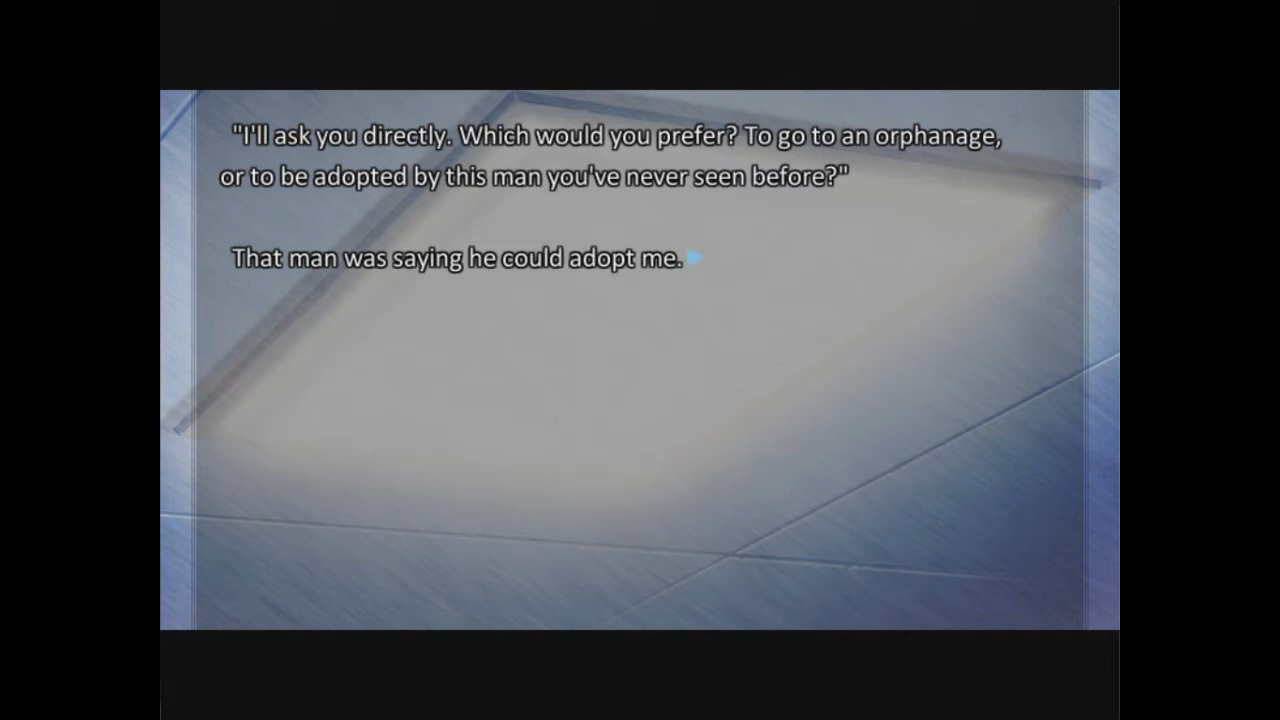 "I'll ask you directly. Which would you prefer? To go to an orphanage,
or to be adopted by this man you've never seen before?"
That man was saying he could adopt me.